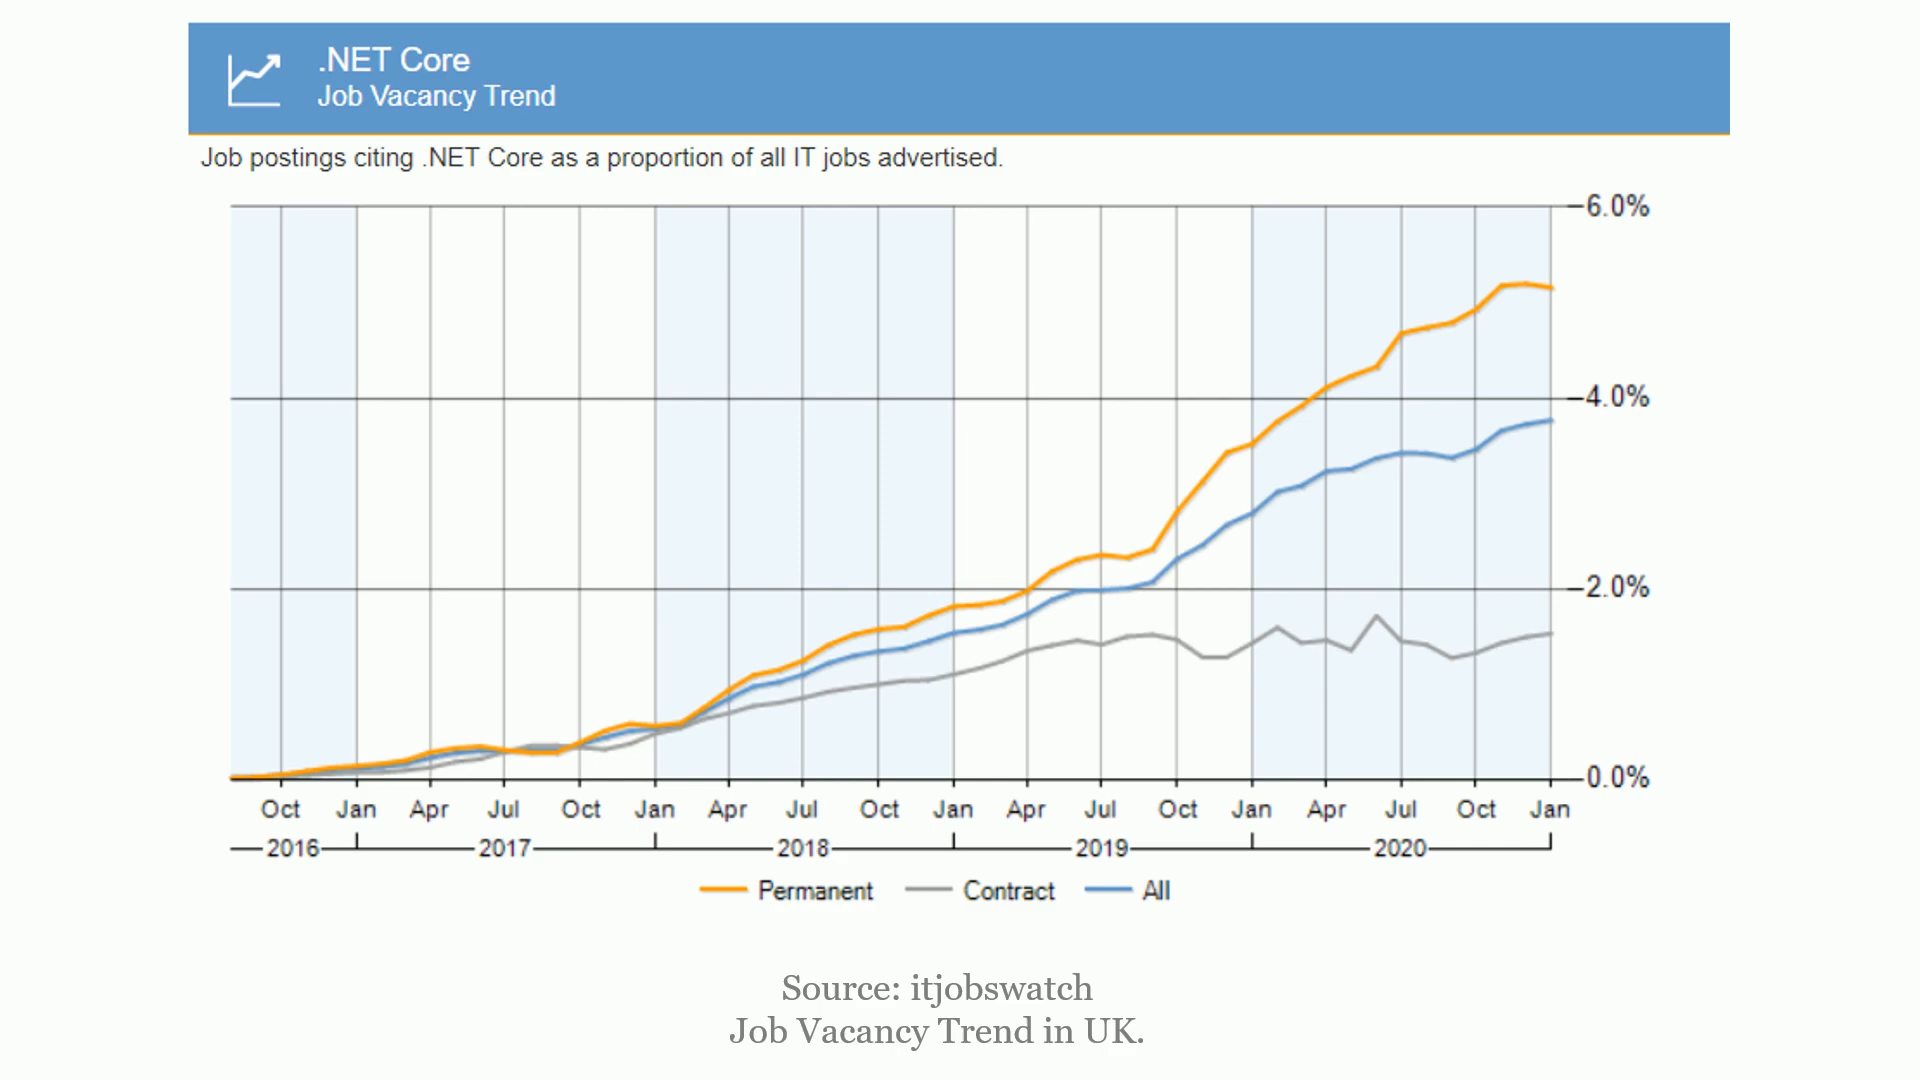 .NET Core
Job Vacancy Trend
Job postings citing .NET Core as a proportion of all IT jobs advertised.
6.0%
4.0%
2.0%
0.0%
Oct Jan Apr Jul Oct Jan Apr Jul Oct Jan Apr Jul Oct Jan Apr Jul Oct Jan
2016 2017 2018 2019 2020
Permanent Contract All
Source: itjobswatch
Job Vacancy Trend in UK.